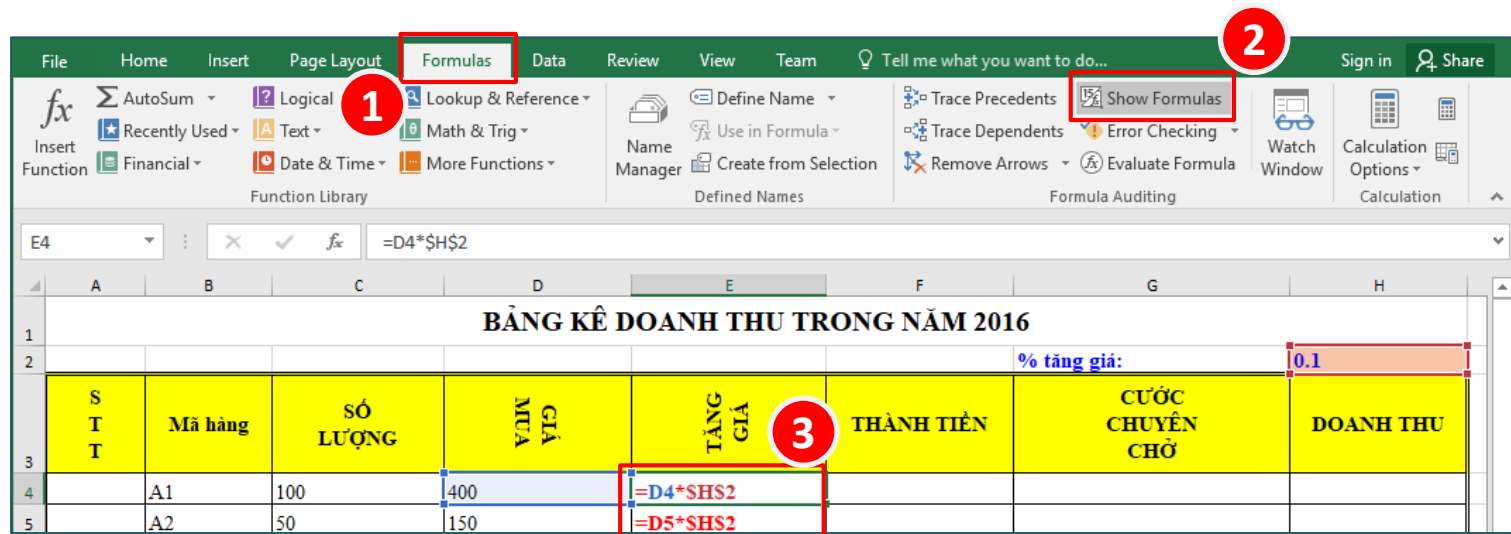 2
File Home Insert Page Layout Formulas Data Review View Team Tell me what you want to do... Sign in Share
fx Insert Function
AutoSum
Recently Used
Financial
Logical
Text
Date & Time
1
Lookup & Reference
Math & Trig
More Functions
Function Library
Name Manager
Define Name
Use in Formula
Create from Selection
Defined Names
Trace Precedents
Trace Dependents
Remove Arrows
Show Formulas
Error Checking
Evaluate Formula
Formula Auditing
Watch Window
Calculation Options
Calculation
E4 fx =D4*$H$2
A B C D E F G H
1 BẢNG KÊ DOANH THU TRONG NĂM 2016
2 % tăng giá: 0.1
3 STT Mã hàng SỐ LƯỢNG GIÁ MUA TĂNG GIÁ THÀNH TIỀN CƯỚC CHUYÊN CHỞ DOANH THU
3
4 A1 100 400 =D4*$H$2
5 A2 50 150 =D5*$H$2